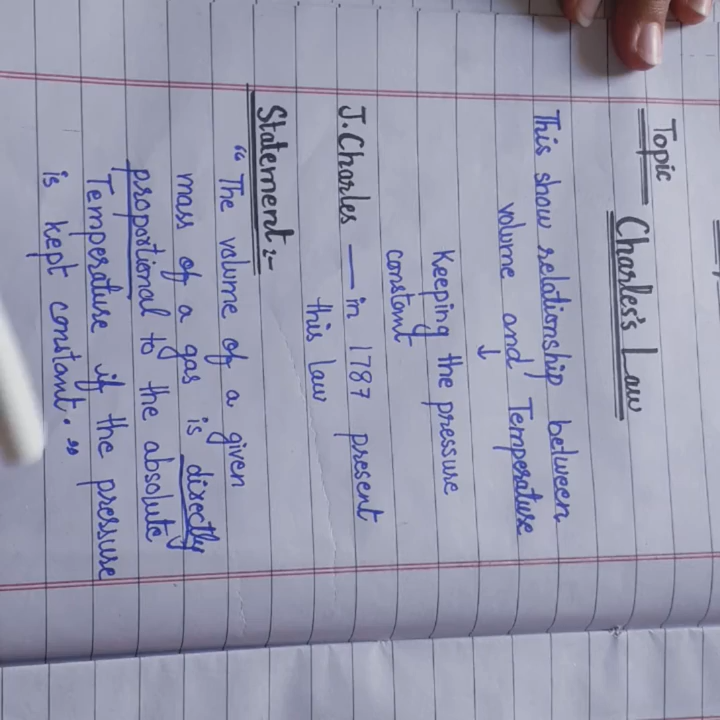 Topic
Charles's Law
This show relationship between
volume and Temperature
↓
Keeping the pressure
constant
J.Charles — in 1787 present
this law
Statement:-
"The volume of a given
mass of a gas is directly
proportional to the absolute
Temperature if the pressure
is kept constant."